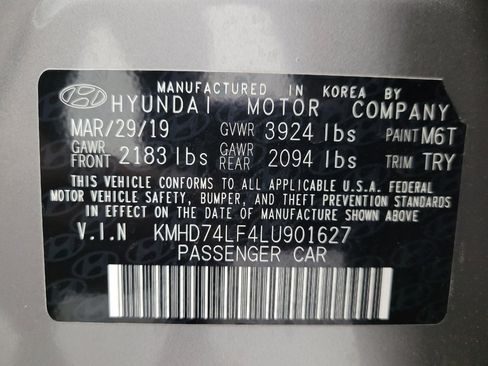 MANUFACTURED IN KOREA BY
HYUNDAI MOTOR COMPANY
MAR/29/19 GVWR 3924 lbs PAINT M6T
GAWR FRONT 2183 lbs GAWR REAR 2094 lbs TRIM TRY
THIS VEHICLE CONFORMS TO ALL APPLICABLE U.S.A. FEDERAL
MOTOR VEHICLE SAFETY, BUMPER, AND THEFT PREVENTION STANDARDS
IN EFFECT ON THE DATE OF MANUFACTURE SHOWN ABOVE.
V.I.N KMHD74LF4LU901627
PASSENGER CAR